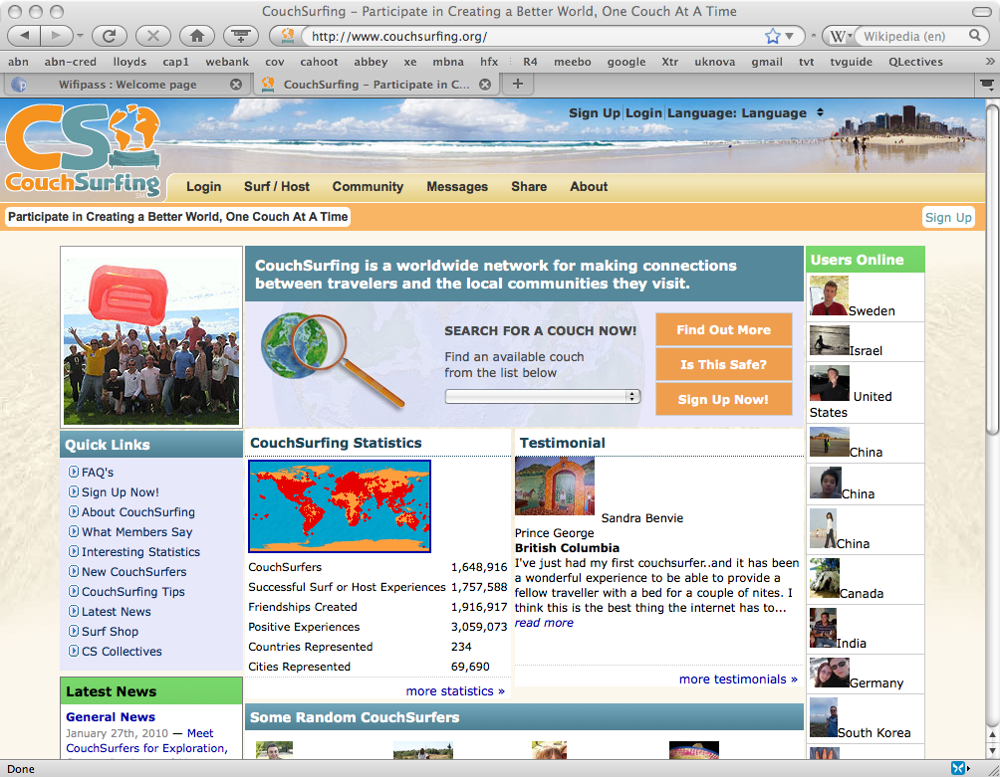 CouchSurfing – Participate in Creating a Better World, One Couch At A Time
http://www.couchsurfing.org/
W
Wikipedia (en)
abn abn-cred lloyds cap1 webank cov cahoot abbey xe mbna hfx R4 meebo google Xtr uknova gmail tvt tvguide QLectives »
Wifipass : Welcome page
CouchSurfing – Participate in C...
Sign Up Login Language: Language
CS
CouchSurfing
Login Surf / Host Community Messages Share About
Participate in Creating a Better World, One Couch At A Time
Sign Up
CouchSurfing is a worldwide network for making connections
between travelers and the local communities they visit.
SEARCH FOR A COUCH NOW!
Find an available couch
from the list below
Find Out More
Is This Safe?
Sign Up Now!
Quick Links
FAQ's
Sign Up Now!
About CouchSurfing
What Members Say
Interesting Statistics
New CouchSurfers
CouchSurfing Tips
Latest News
Surf Shop
CS Collectives
Latest News
General News
January 27th, 2010 — Meet
CouchSurfers for Exploration,
CouchSurfing Statistics
CouchSurfers 1,648,916
Successful Surf or Host Experiences 1,757,588
Friendships Created 1,916,917
Positive Experiences 3,059,073
Countries Represented 234
Cities Represented 69,690
more statistics »
Testimonial
Sandra Benvie
Prince George
British Columbia
I've just had my first couchsurfer..and it has been
a wonderful experience to be able to provide a
fellow traveller with a bed for a couple of nites. I
think this is the best thing the internet has to...
read more
more testimonials »
Some Random CouchSurfers
Users Online
Sweden
Israel
United
States
China
China
China
Canada
India
Germany
South Korea
Done